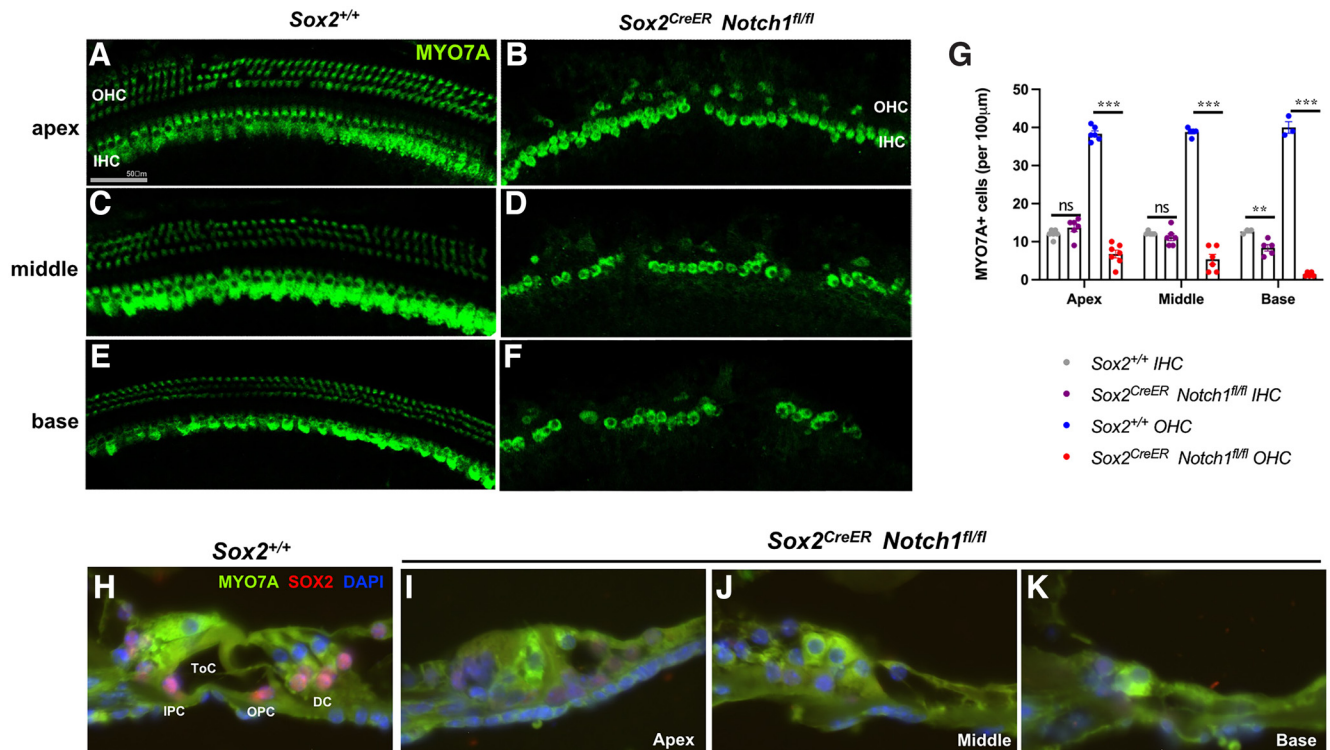 Sox2+/+
Sox2CreER Notch1fl/fl
A
MYO7A
OHC
IHC
50□m
B
OHC
IHC
apex
C
D
middle
E
F
base
G
MYO7A+ cells (per 100μm)
50
40
30
20
10
0
ns
***
ns
***
**
***
Apex
Middle
Base
Sox2+/+ IHC
Sox2CreER Notch1fl/fl IHC
Sox2+/+ OHC
Sox2CreER Notch1fl/fl OHC
Sox2+/+
Sox2CreER Notch1fl/fl
H
MYO7A SOX2 DAPI
ToC
IPC
OPC
DC
I
Apex
J
Middle
K
Base